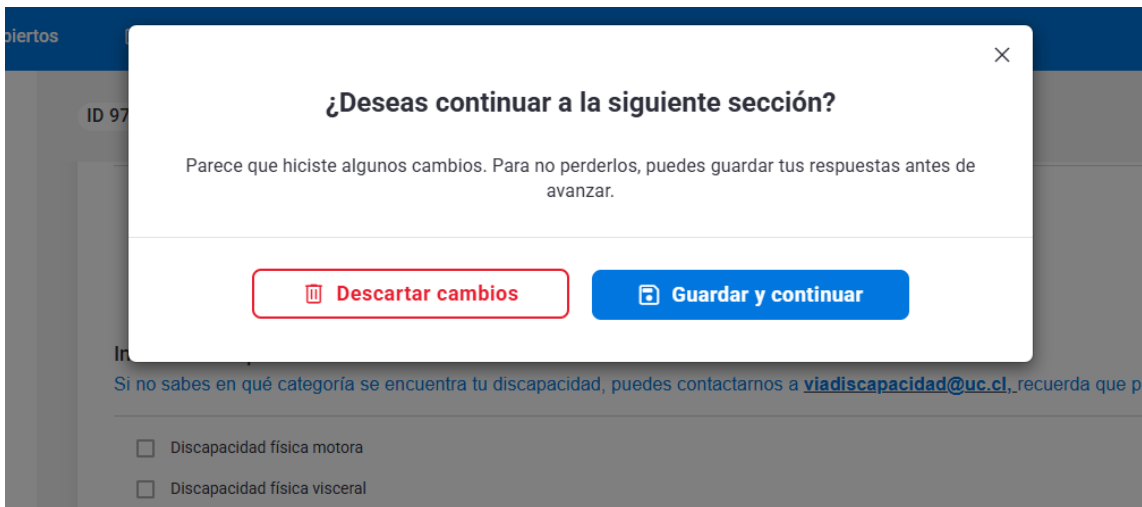 ID 97
¿Deseas continuar a la siguiente sección?
Parece que hiciste algunos cambios. Para no perderlos, puedes guardar tus respuestas antes de
avanzar.
Descartar cambios
Guardar y continuar
Si no sabes en qué categoría se encuentra tu discapacidad, puedes contactarnos a viadiscapacidad@uc.cl, recuerda que p
Discapacidad física motora
Discapacidad física visceral